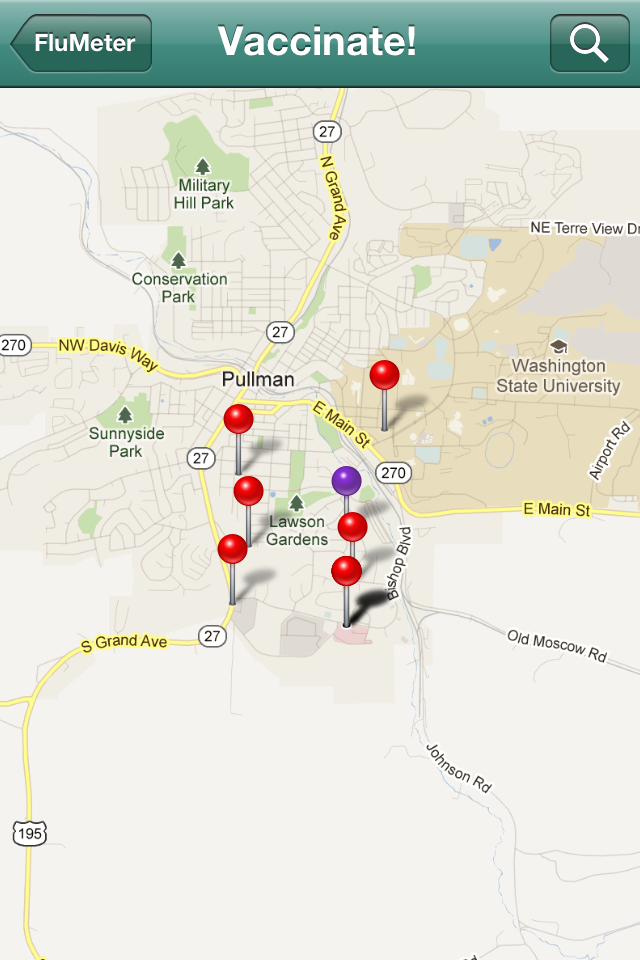 FluMeter
Vaccinate!
27
N Grand Ave
Military
Hill Park
NE Terre View Dr
Conservation
Park
27
270
NW Davis Way
Washington
State University
Pullman
E Main St
Sunnyside
Park
Airport Rd
27
270
E Main St
Lawson
Gardens
Bishop Blvd
27
S Grand Ave
Old Moscow Rd
Johnson Rd
195